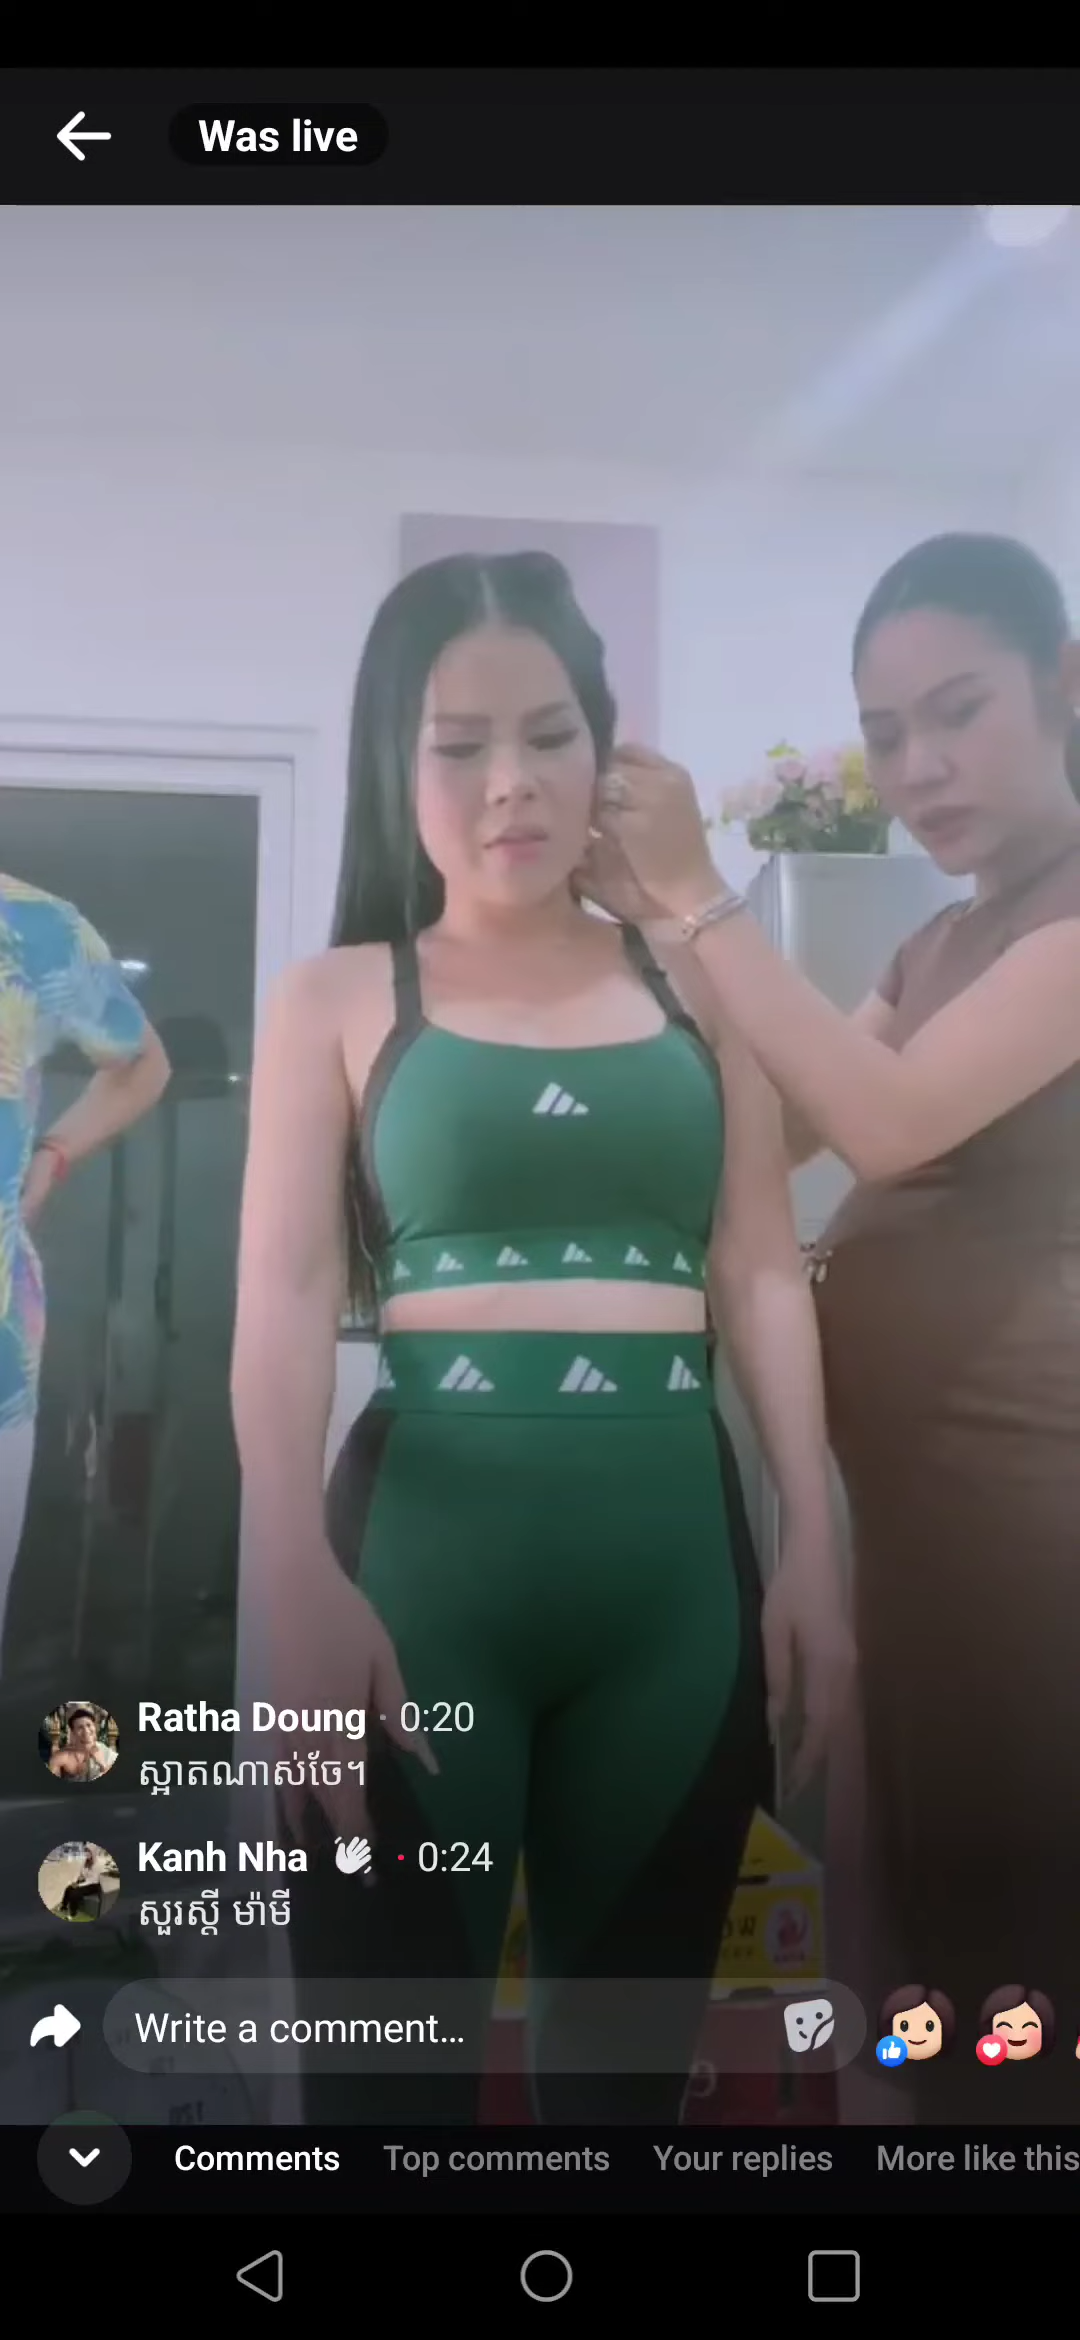 Was live
Ratha Doung · 0:20
ស្អាតណាស់ចែ។
Kanh Nha 👋 · 0:24
សួរស្តី ម៉ាមី
Write a comment...
Comments Top comments Your replies More like this